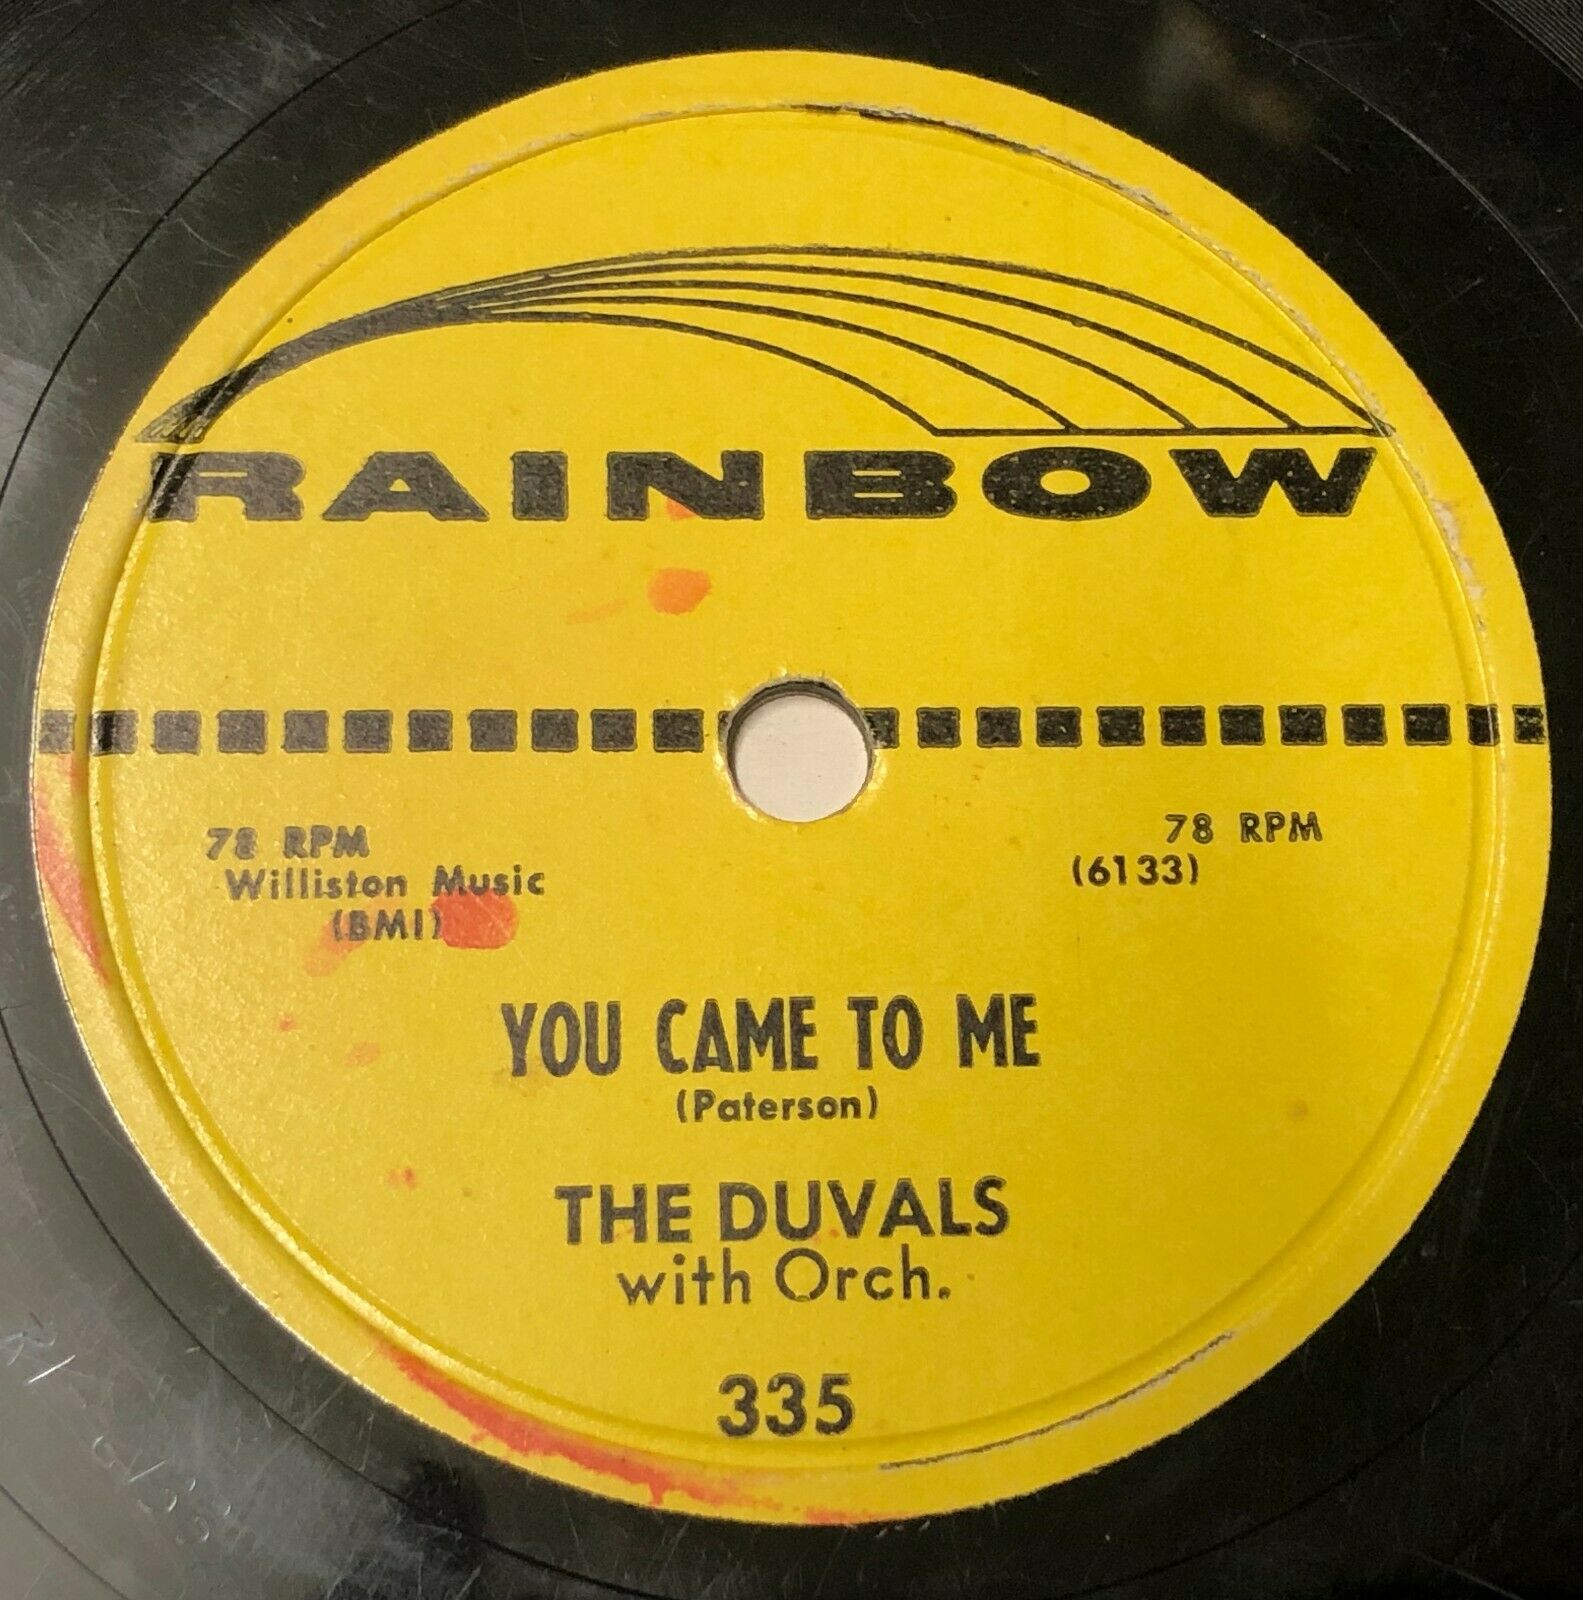 RAINBOW
78 RPM
Williston Music
(BMI)
78 RPM
(6133)
YOU CAME TO ME
(Paterson)
THE DUVALS
with Orch.
335